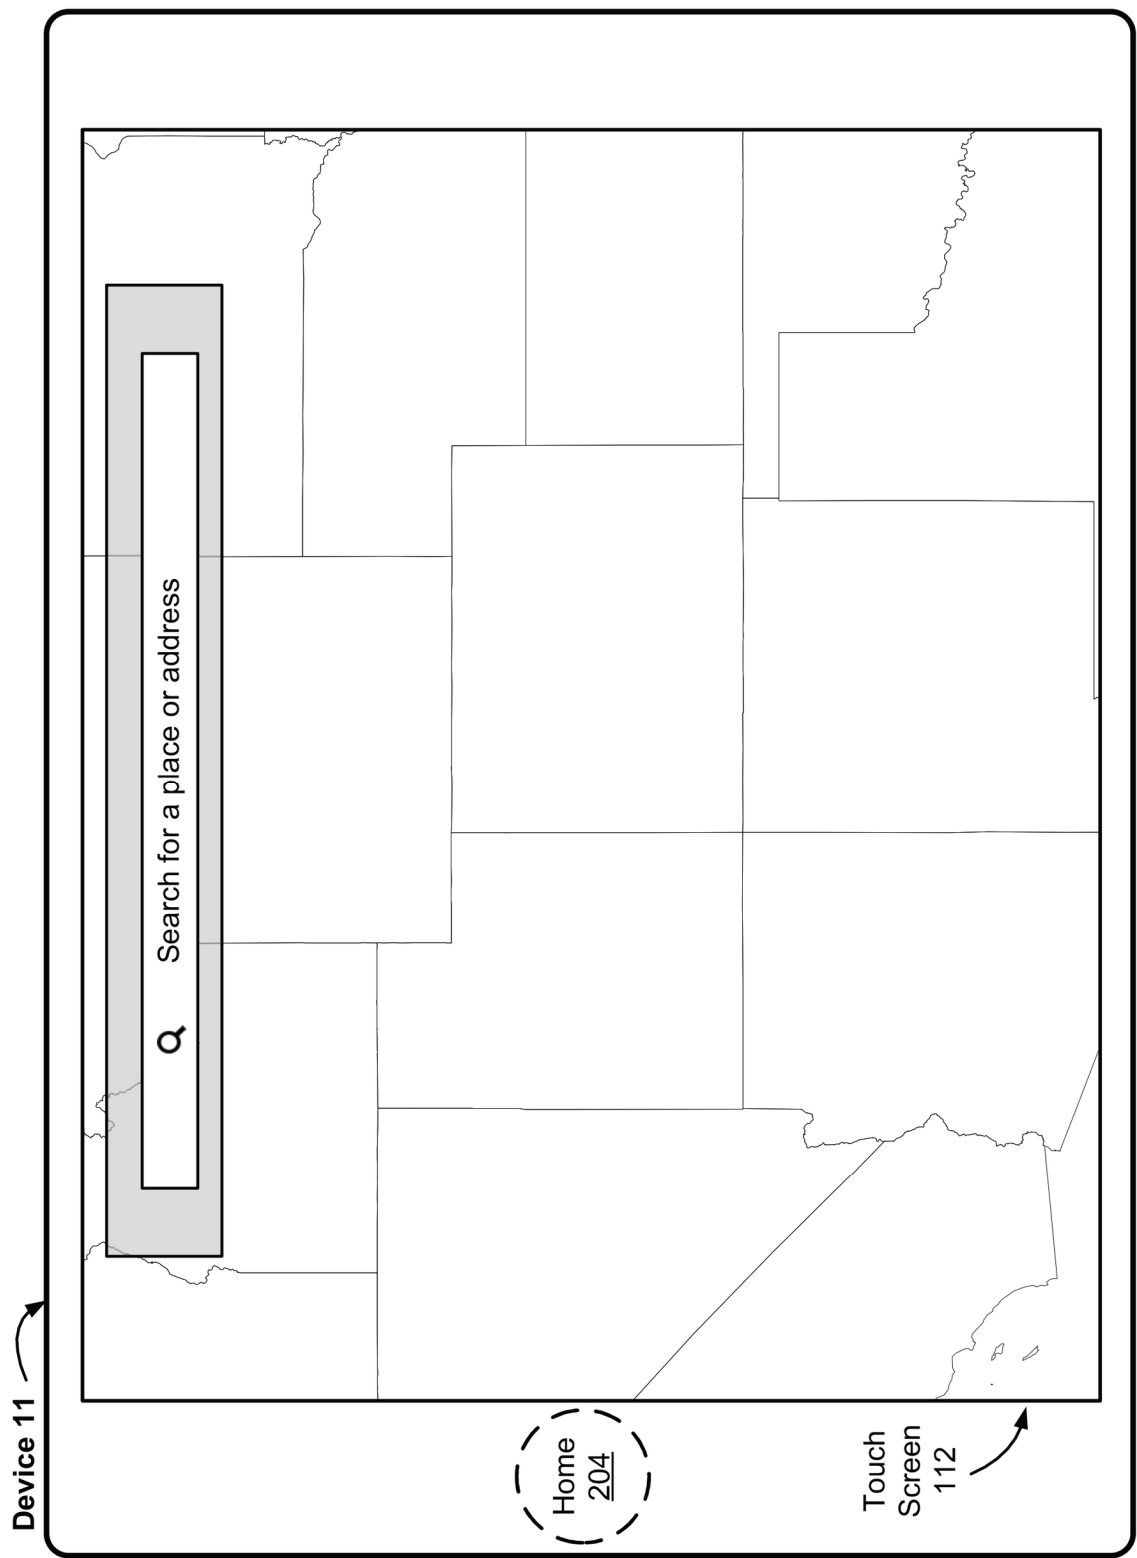 Device 11
Search for a place or address
Home
204
Touch
Screen
112